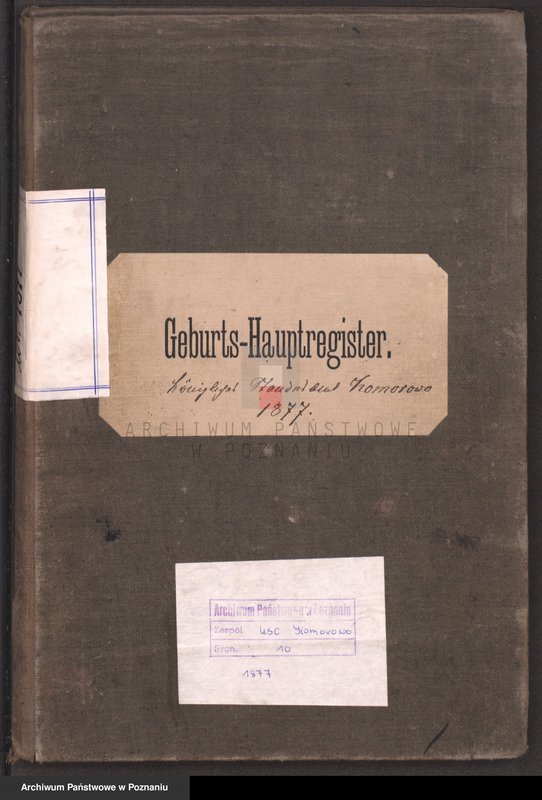 Geburts-Hauptregister.
Königliches Standesamt Komorowo
1877.
ARCHIWUM PAŃSTWOWE
W POZNANIU
Archiwum Państwowe w Poznaniu
Zespół USC Komorowo
Sygn. 10
1877
Archiwum Państwowe w Poznaniu